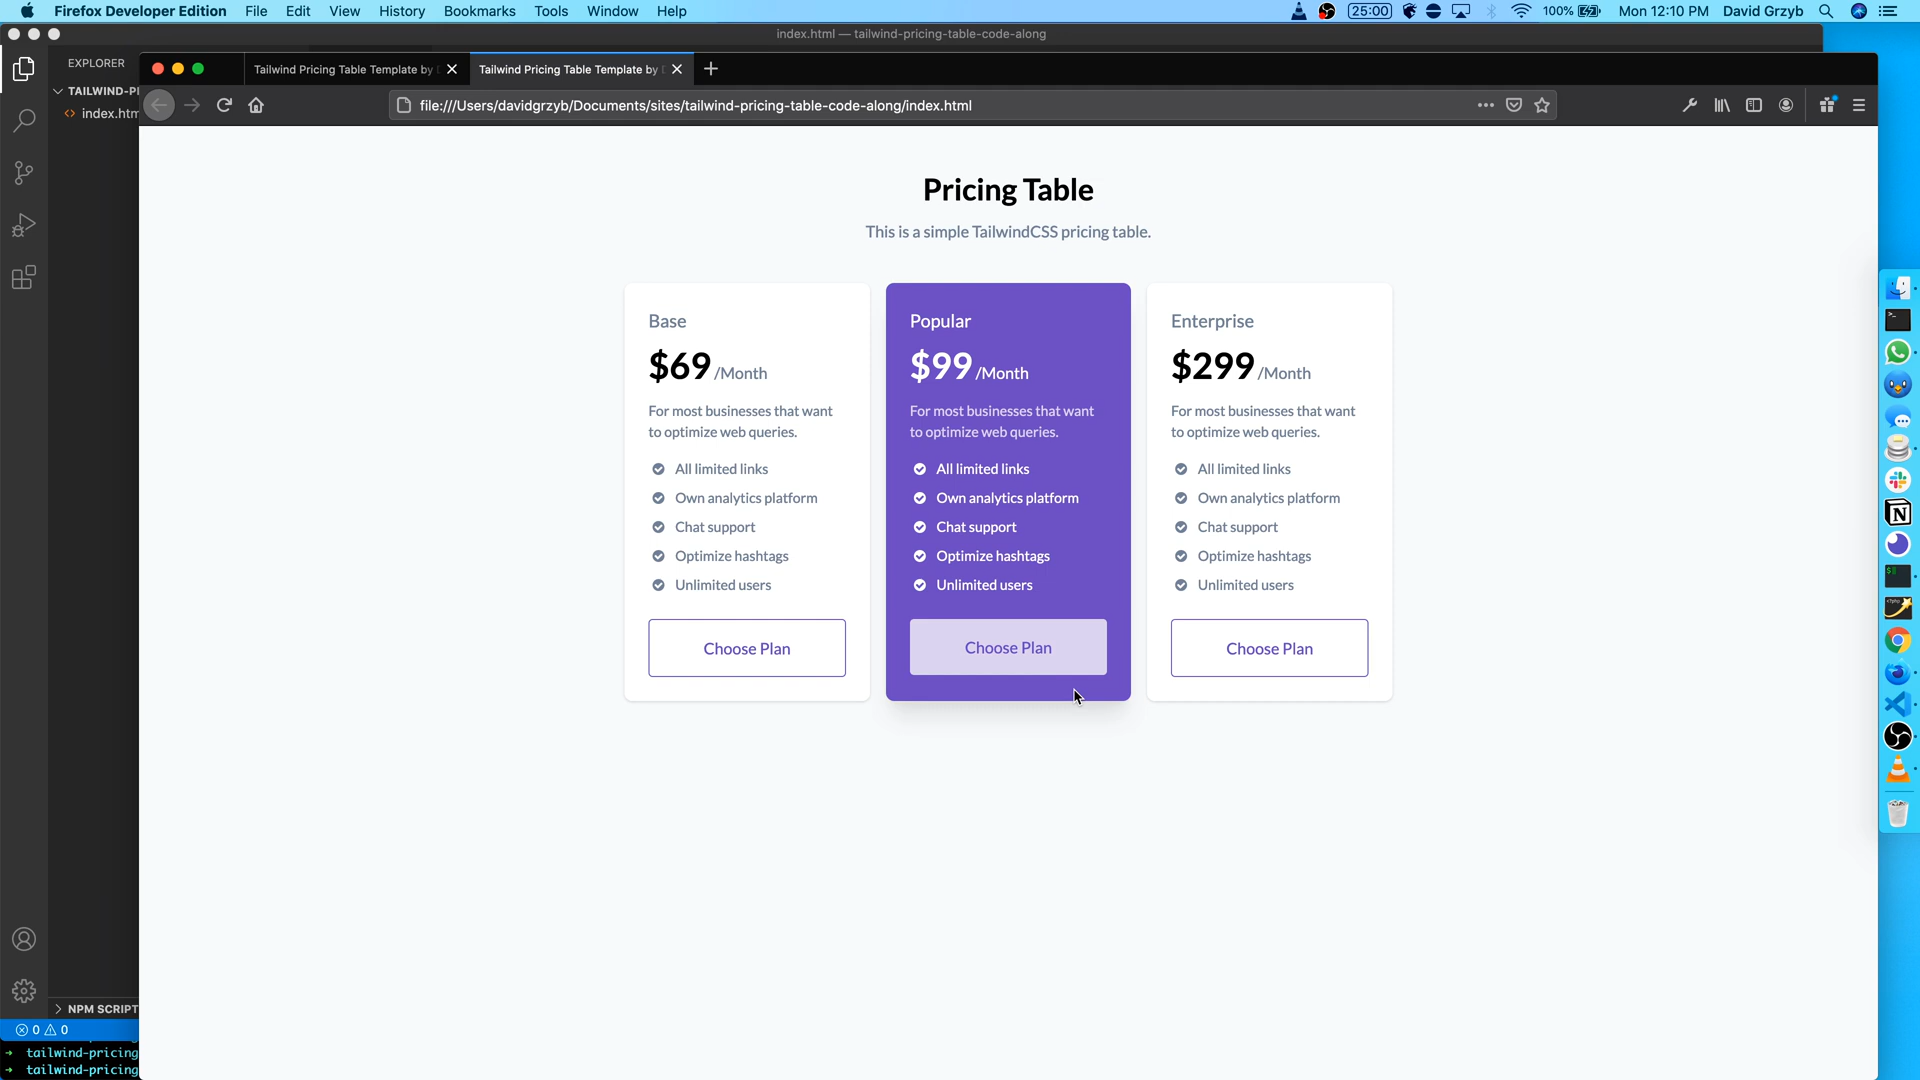 Firefox Developer Edition File Edit View History Bookmarks Tools Window Help 25:00 100% Mon 12:10 PM David Grzyb
index.html — tailwind-pricing-table-code-along
EXPLORER
Tailwind Pricing Table Template by
Tailwind Pricing Table Template by
TAILWIND-PI
index.htm
file:///Users/davidgrzyb/Documents/sites/tailwind-pricing-table-code-along/index.html
Pricing Table
This is a simple TailwindCSS pricing table.
Base
$69 /Month
For most businesses that want
to optimize web queries.
All limited links
Own analytics platform
Chat support
Optimize hashtags
Unlimited users
Choose Plan
Popular
$99 /Month
For most businesses that want
to optimize web queries.
All limited links
Own analytics platform
Chat support
Optimize hashtags
Unlimited users
Choose Plan
Enterprise
$299 /Month
For most businesses that want
to optimize web queries.
All limited links
Own analytics platform
Chat support
Optimize hashtags
Unlimited users
Choose Plan
NPM SCRIPT
0 0
tailwind-pricing
tailwind-pricing